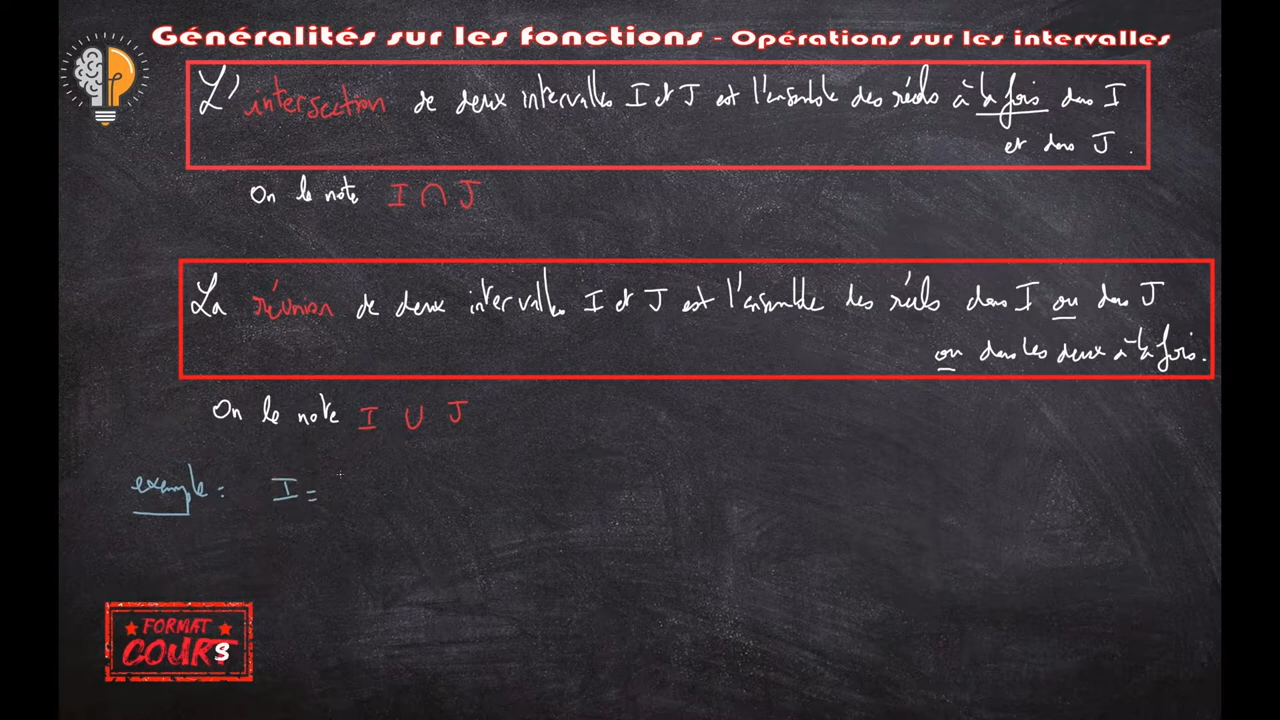 Généralités sur les fonctions - Opérations sur les intervalles
L'intersection de deux intervalles I et J est l'ensemble des réels à la fois dans I
et dans J.
On le note I ∩ J
La réunion de deux intervalles I et J est l'ensemble des réels dans I ou dans J
ou dans les deux à la fois.
On le note I ∪ J
exemple : I =
FORMAT
COURS